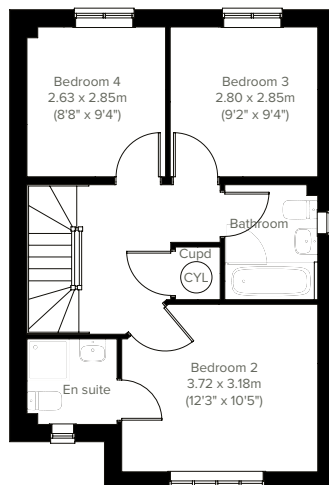 Bedroom 4
2.63 x 2.85m
(8'8" x 9'4")
Bedroom 3
2.80 x 2.85m
(9'2" x 9'4")
Bathroom
Cupd
CYL
Bedroom 2
3.72 x 3.18m
(12'3" x 10'5")
En suite